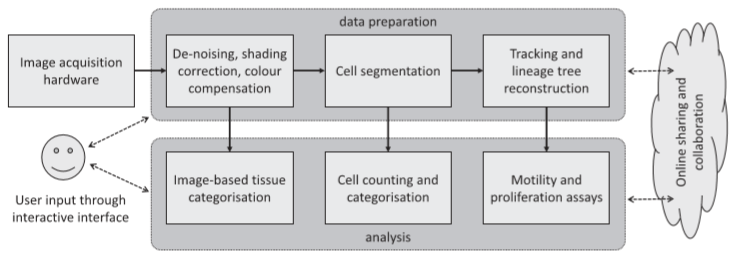 data preparation
Image acquisition
hardware
De-noising, shading
correction, colour
compensation
Cell segmentation
Tracking and
lineage tree
reconstruction
Online sharing and
collaboration
User input through
interactive interface
Image-based tissue
categorisation
Cell counting and
categorisation
Motility and
proliferation assays
analysis